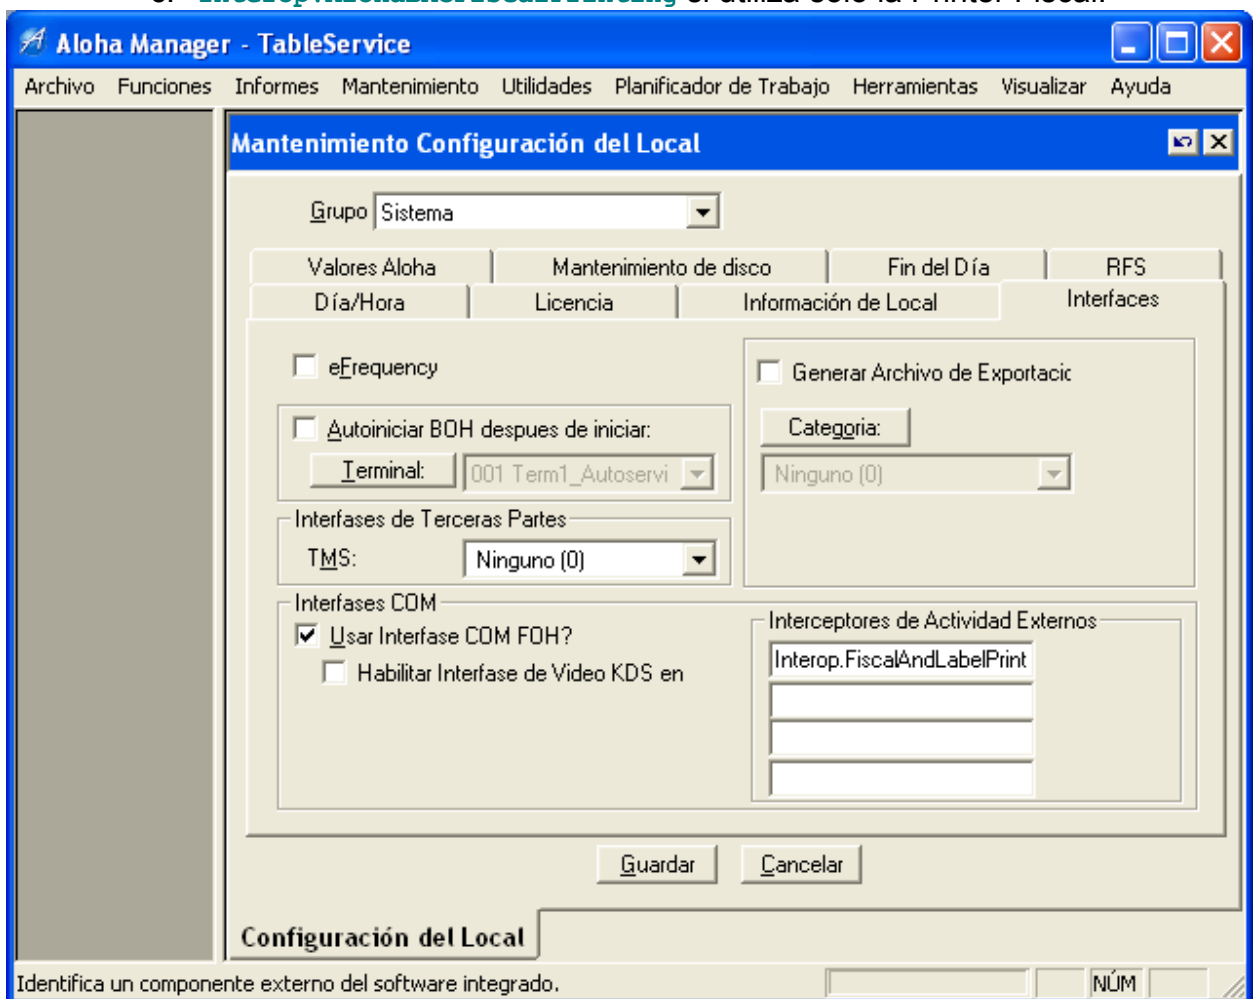 Aloha Manager - TableService
Archivo Funciones Informes Mantenimiento Utilidades Planificador de Trabajo Herramientas Visualizar Ayuda
Mantenimiento Configuración del Local
Grupo Sistema
Valores Aloha Mantenimiento de disco Fin del Día RFS
Día/Hora Licencia Información de Local Interfaces
eFrequency
Generar Archivo de Exportacic
Autoiniciar BOH despues de iniciar:
Categoria:
Terminal: 001 Term1_Autoservi
Ninguno (0)
Interfases de Terceras Partes
TMS: Ninguno (0)
Interfases COM
Usar Interfase COM FOH?
Habilitar Interfase de Video KDS en
Interceptores de Actividad Externos
Interop.FiscalAndLabelPrint
Guardar Cancelar
Configuración del Local
Identifica un componente externo del software integrado. NÚM